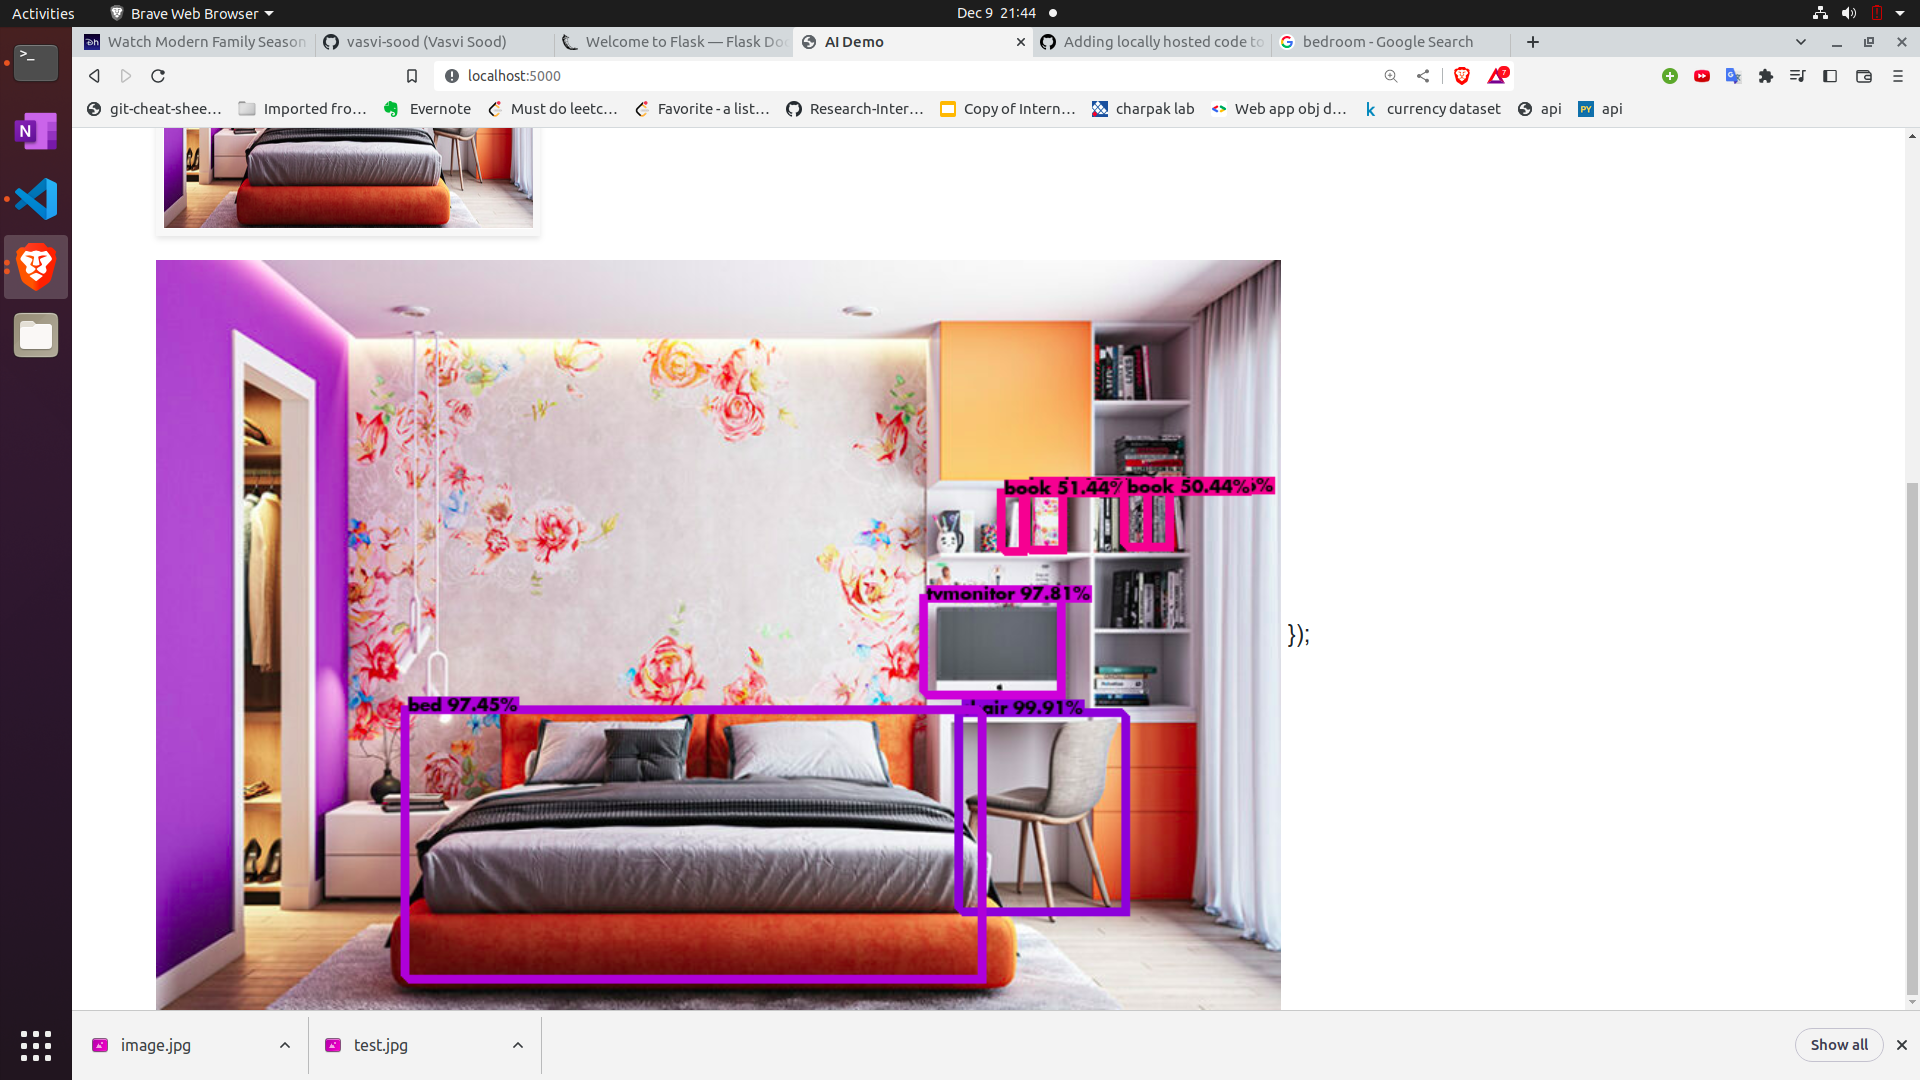 Activities
Brave Web Browser
Dec 9 21:44
Watch Modern Family Season
vasvi-sood (Vasvi Sood)
Welcome to Flask — Flask Do
AI Demo
Adding locally hosted code to
bedroom - Google Search
localhost:5000
7
git-cheat-shee…
Imported fro…
Evernote
Must do leetc…
Favorite - a list…
Research-Inter…
Copy of Intern…
charpak lab
Web app obj d…
currency dataset
api
PY
api
book 51.44%
book 50.44%
tvmonitor 97.81%
});
bed 97.45%
air 99.91%
image.jpg
test.jpg
Show all